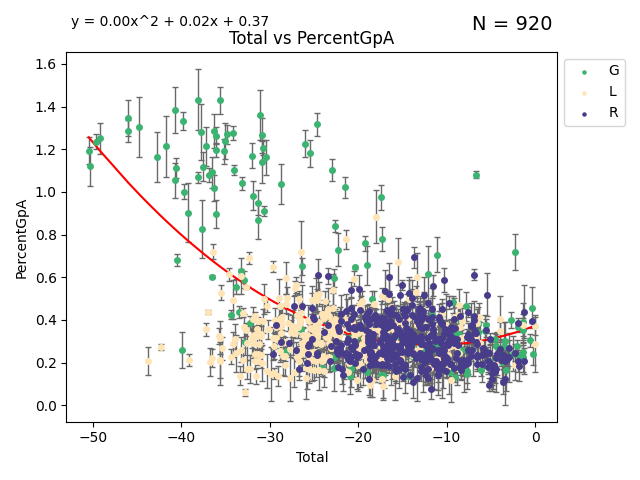 y = 0.00x^2 + 0.02x + 0.37
N = 920
Total vs PercentGpA
1.6
1.4
1.2
1.0
0.8
0.6
0.4
0.2
0.0
PercentGpA
−50
−40
−30
−20
−10
0
Total
G
L
R